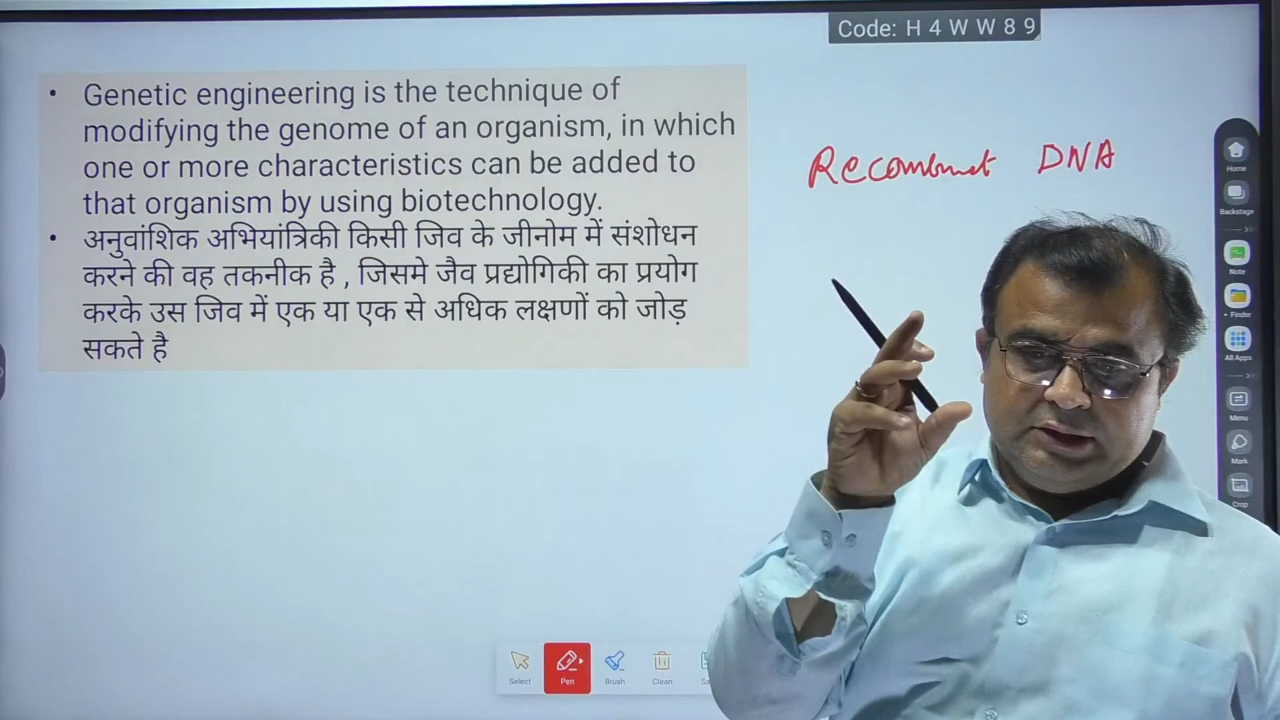 Code: H 4 W W 8 9
• Genetic engineering is the technique of
modifying the genome of an organism, in which
one or more characteristics can be added to
that organism by using biotechnology.
• अनुवांशिक अभियांत्रिकी किसी जिव के जीनोम में संशोधन
करने की वह तकनीक है , जिसमे जैव प्रद्योगिकी का प्रयोग
करके उस जिव में एक या एक से अधिक लक्षणों को जोड़
सकते है
Recombnet DNA
Home
Backstage
Note
Finder
All Apps
Menu
Mark
Crop
Select
Pen
Brush
Clean